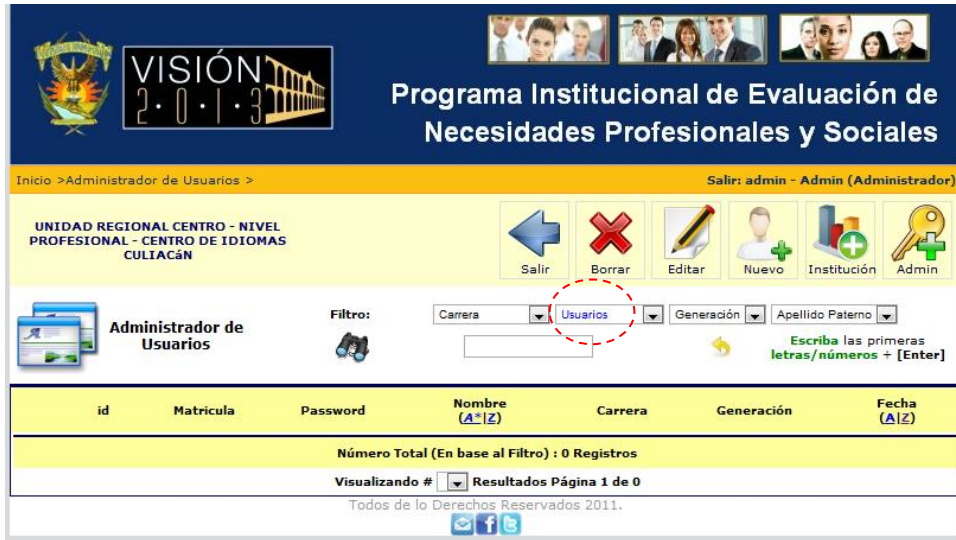 VISIÓN
2·0·1·3
Programa Institucional de Evaluación de
Necesidades Profesionales y Sociales
Inicio >Administrador de Usuarios >
Salir: admin - Admin (Administrador)
UNIDAD REGIONAL CENTRO - NIVEL
PROFESIONAL - CENTRO DE IDIOMAS
CULIACáN
Salir
Borrar
Editar
Nuevo
Institución
Admin
Administrador de
Usuarios
Filtro:
Carrera
Usuarios
Generación
Apellido Paterno
Escriba las primeras
letras/números + [Enter]
id
Matricula
Password
Nombre
(A*|Z)
Carrera
Generación
Fecha
(A|Z)
Número Total (En base al Filtro) : 0 Registros
Visualizando # Resultados Página 1 de 0
Todos de lo Derechos Reservados 2011.